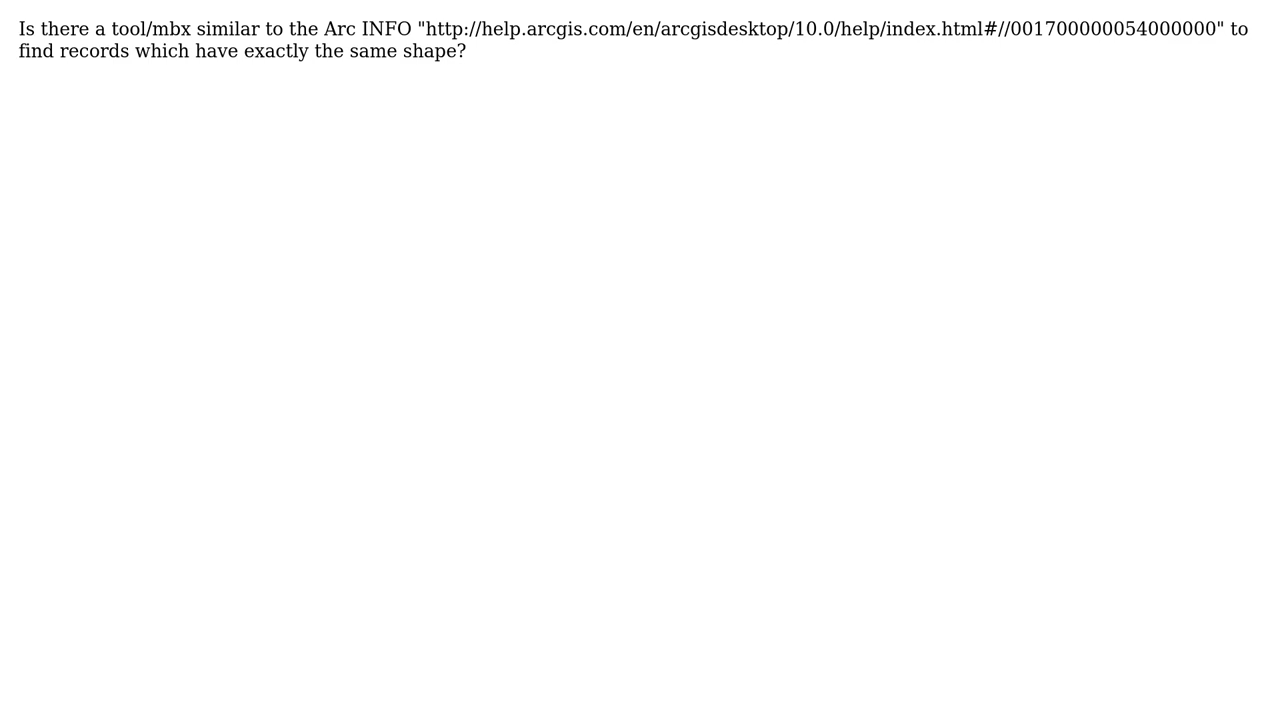 Is there a tool/mbx similar to the Arc INFO "http://help.arcgis.com/en/arcgisdesktop/10.0/help/index.html#//001700000054000000" to
find records which have exactly the same shape?